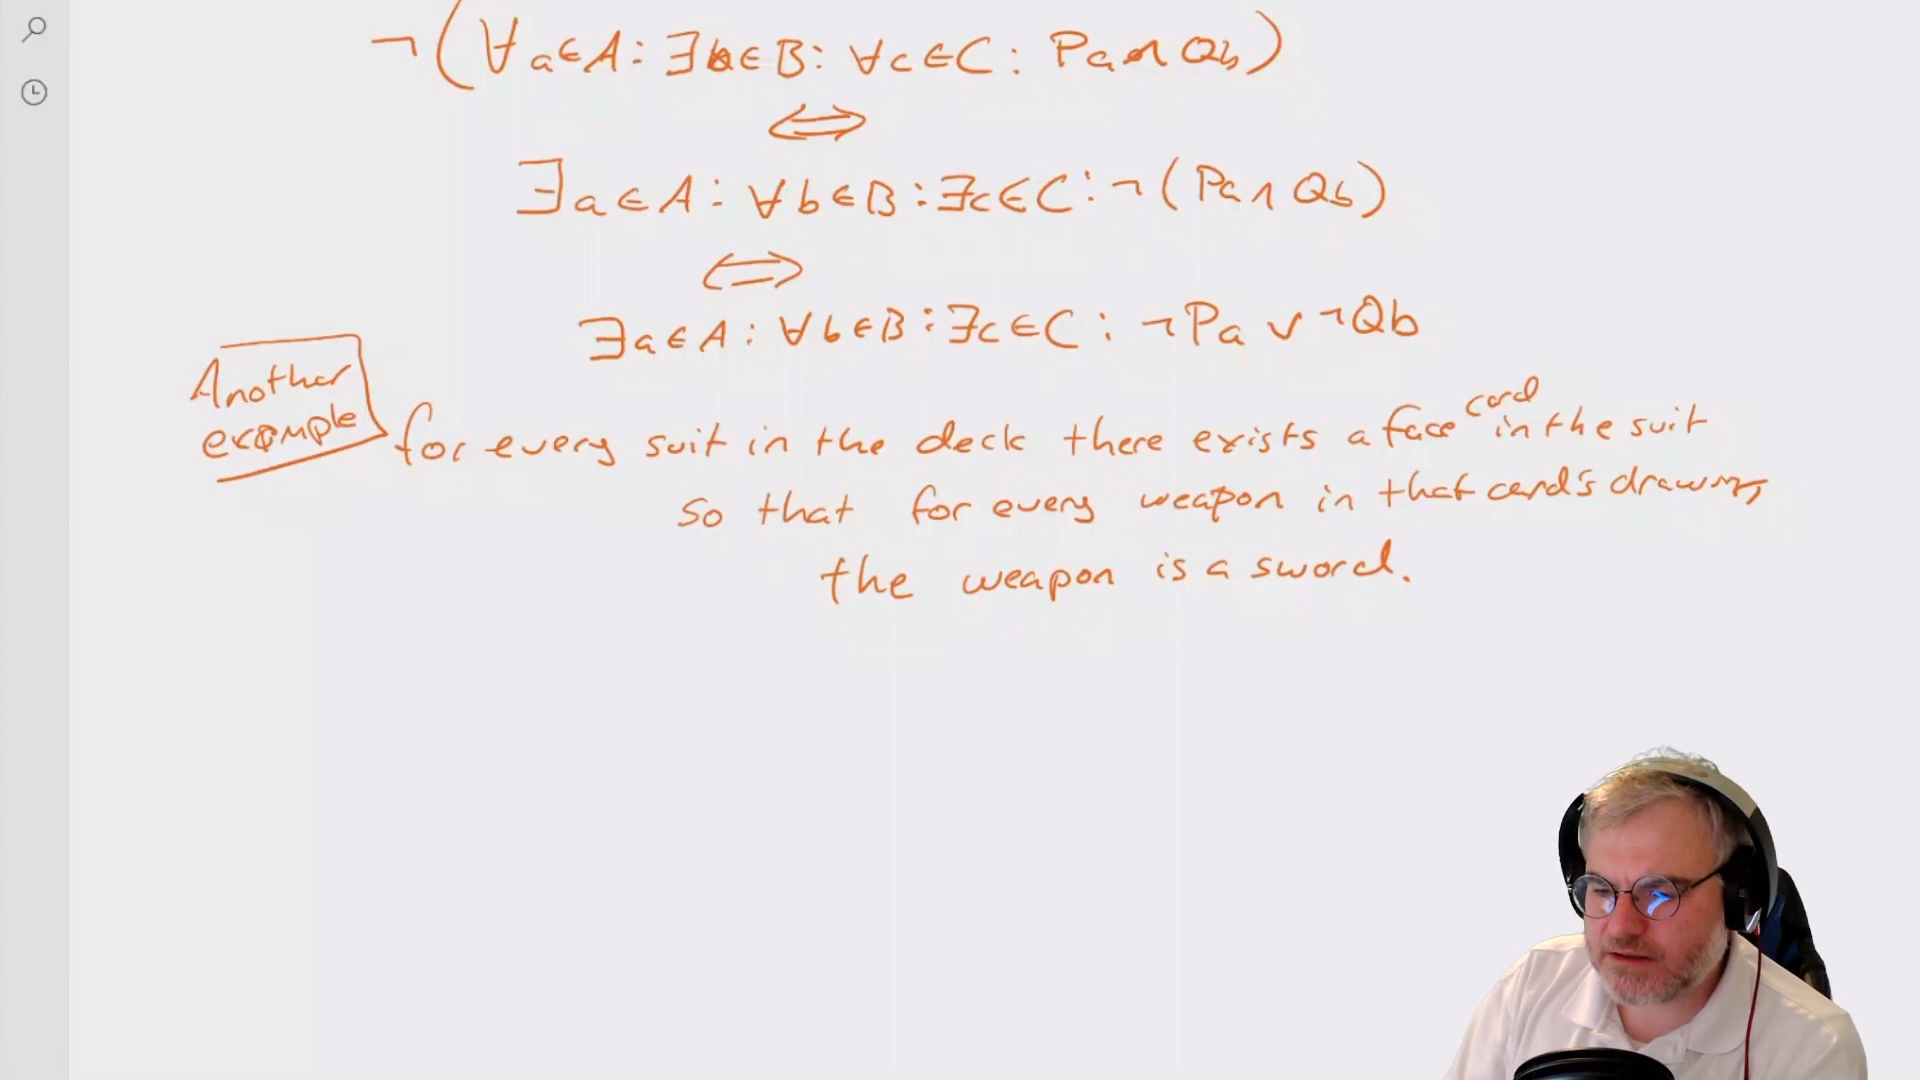 ¬(∀a∈A: ∃b∈B: ∀c∈C: Pa∧Qb)
⇔
∃a∈A: ∀b∈B: ∃c∈C: ¬(Pa∧Qb)
⇔
∃a∈A: ∀b∈B: ∃c∈C: ¬Pa∨¬Qb
Another
example
for every suit in the deck there exists a face card in the suit
so that for every weapon in that card's drawing,
the weapon is a sword.